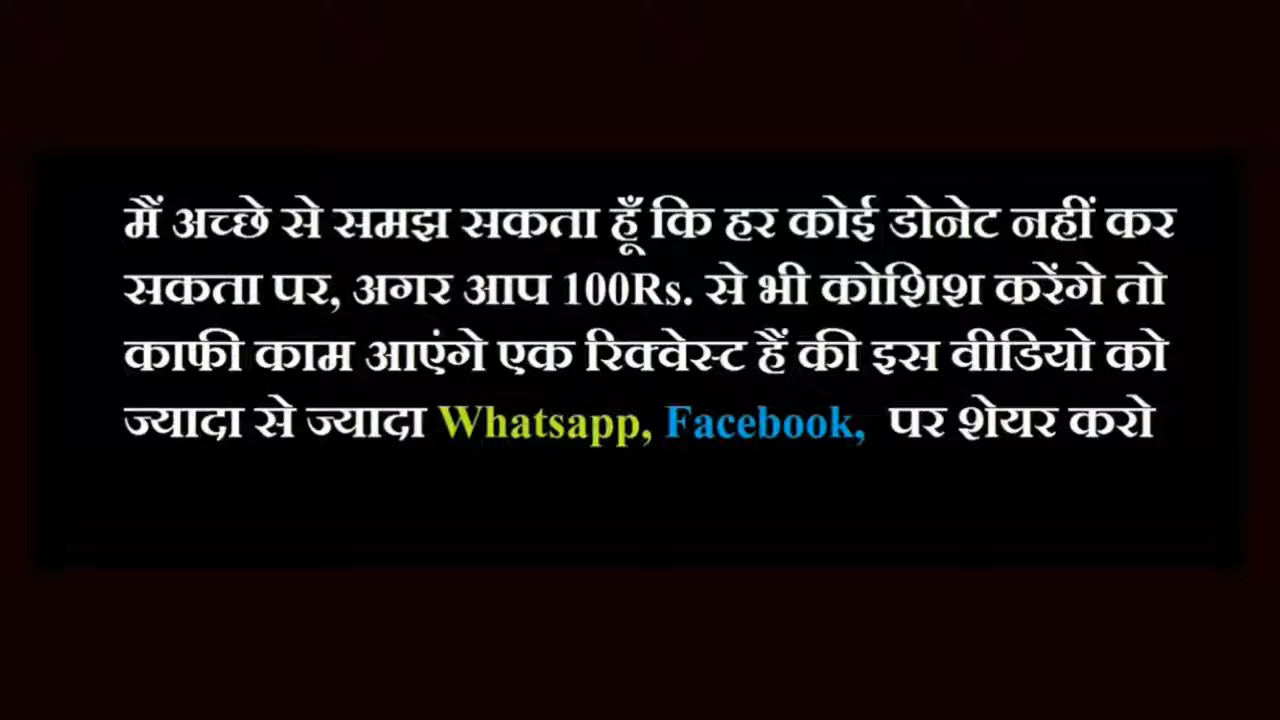 मैं अच्छे से समझ सकता हूँ कि हर कोई डोनेट नहीं कर
सकता पर, अगर आप 100Rs. से भी कोशिश करेंगे तो
काफी काम आएंगे एक रिक्वेस्ट हैं की इस वीडियो को
ज्यादा से ज्यादा Whatsapp, Facebook, पर शेयर करो